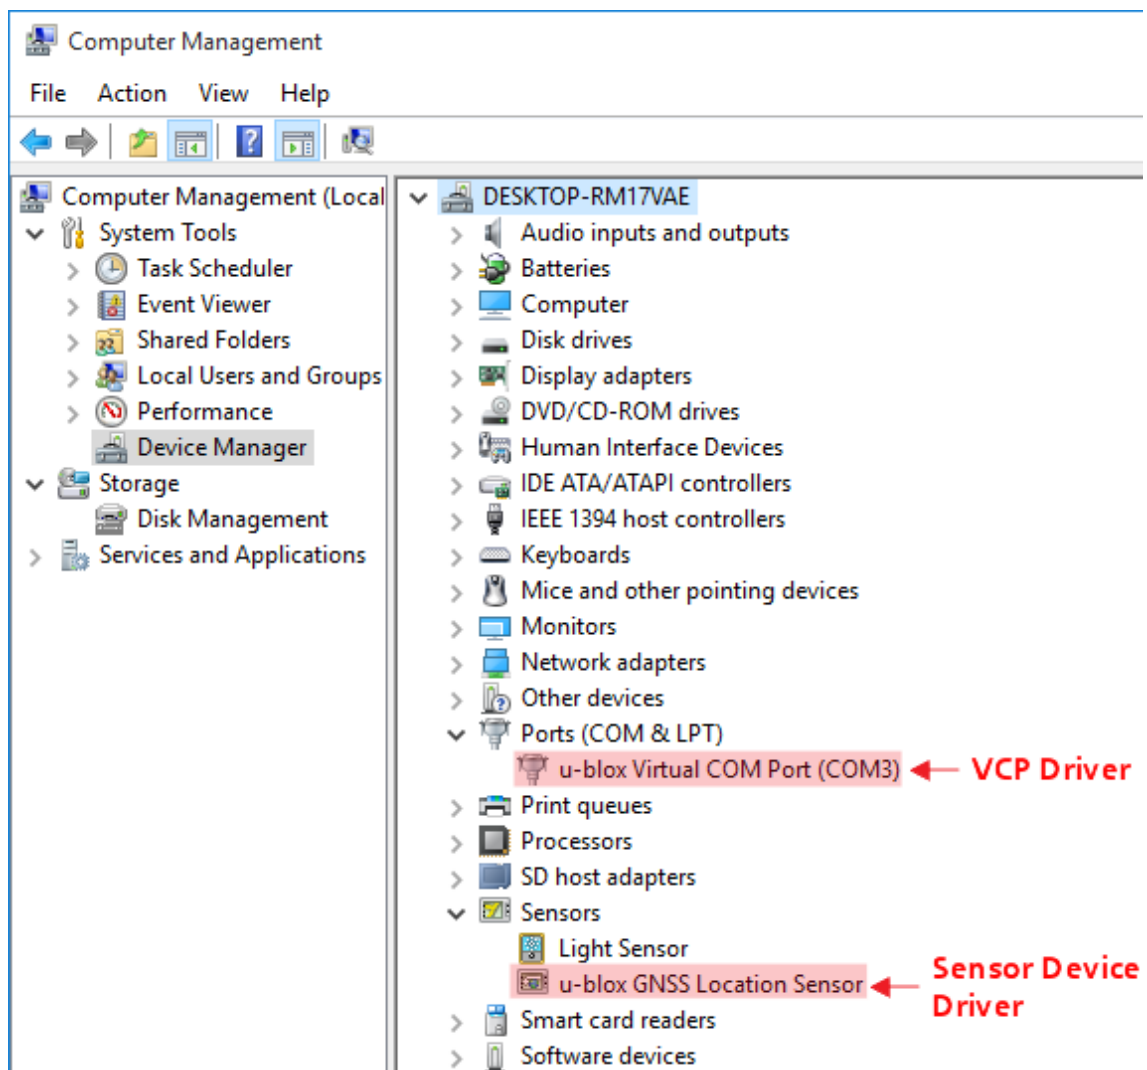 Computer Management
File Action View Help
Computer Management (Local
System Tools
Task Scheduler
Event Viewer
Shared Folders
Local Users and Groups
Performance
Device Manager
Storage
Disk Management
Services and Applications
DESKTOP-RM17VAE
Audio inputs and outputs
Batteries
Computer
Disk drives
Display adapters
DVD/CD-ROM drives
Human Interface Devices
IDE ATA/ATAPI controllers
IEEE 1394 host controllers
Keyboards
Mice and other pointing devices
Monitors
Network adapters
Other devices
Ports (COM & LPT)
u-blox Virtual COM Port (COM3)
VCP Driver
Print queues
Processors
SD host adapters
Sensors
Light Sensor
u-blox GNSS Location Sensor
Sensor Device
Driver
Smart card readers
Software devices